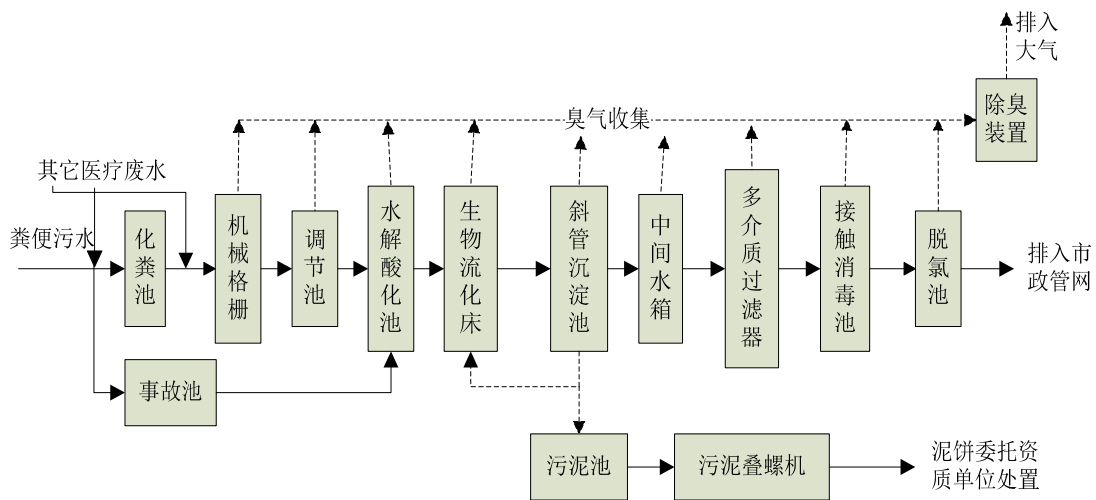 排入
大气
除臭
装置
臭气收集
其它医疗废水
粪便污水
化粪池
机械格栅
调节池
水解酸化池
生物流化床
斜管沉淀池
中间水箱
多介质过滤器
接触消毒池
脱氯池
排入市
政管网
事故池
污泥池
污泥叠螺机
泥饼委托资
质单位处置